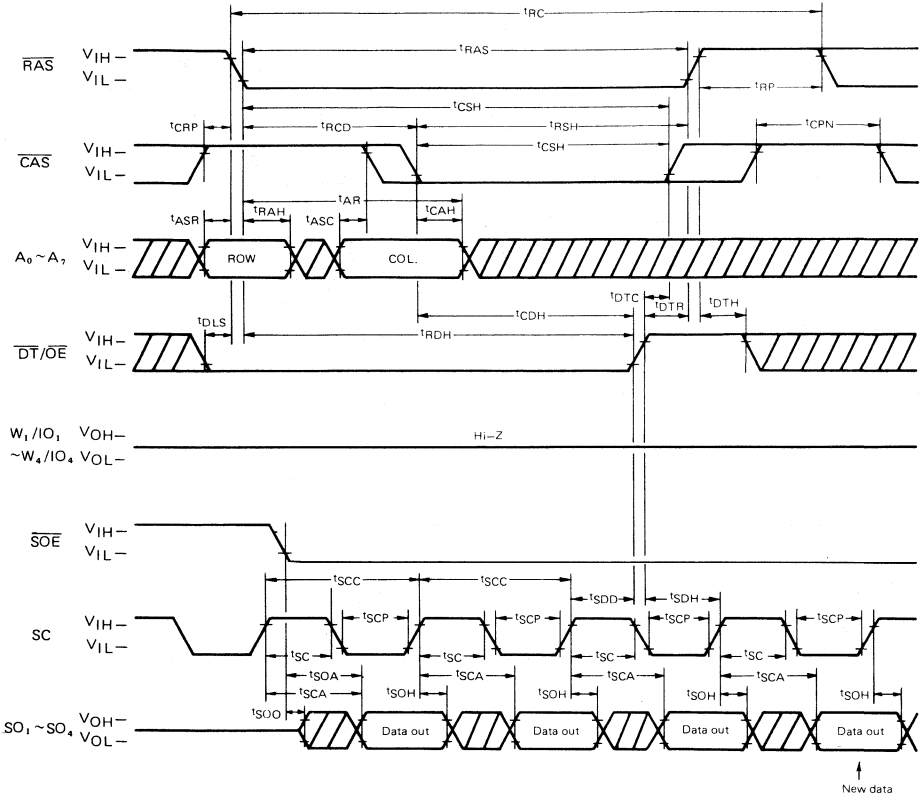 tRC
RAS VIH
VIL
tRAS
tRP
tCSH
tCRP tRCD tRSH tCPN
CAS VIH
VIL
tCSH
tAR
tASR tRAH tASC tCAH
A0~A7 VIH
VIL
ROW COL.
tDTC
tDLS tCDH tDTR tDTH
DT/OE VIH
VIL
tRDH
W1/IO1 VOH
~W4/IO4 VOL
Hi-Z
SOE VIH
VIL
tSCC tSCC
tSDD tSDH
SC VIH
VIL
tSCP tSCP tSCP tSCP
tSC tSC tSC tSC
tSOA
tSCA tSOH tSCA tSOH tSCA tSOH tSCA tSOH
tSOO
SO1~SO4 VOH
VOL
Data out Data out Data out Data out
New data